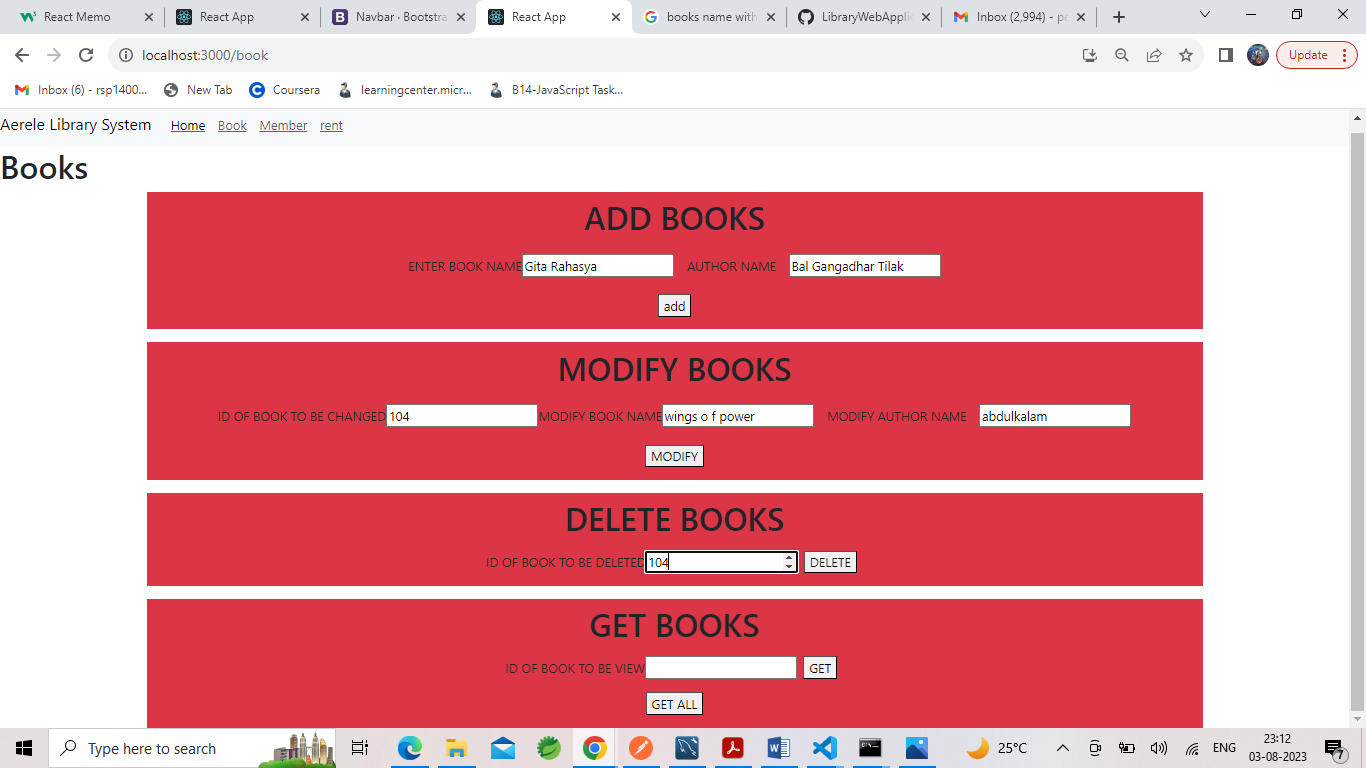 React Memo React App Navbar · Bootstra React App books name with LibraryWebApplic Inbox (2,994) - pe
localhost:3000/book Update
Inbox (6) - rsp1400... New Tab Coursera learningcenter.micr... B14-JavaScript Task...
Aerele Library System Home Book Member rent
Books
ADD BOOKS
ENTER BOOK NAME Gita Rahasya AUTHOR NAME Bal Gangadhar Tilak
add
MODIFY BOOKS
ID OF BOOK TO BE CHANGED 104 MODIFY BOOK NAME wings o f power MODIFY AUTHOR NAME abdulkalam
MODIFY
DELETE BOOKS
ID OF BOOK TO BE DELETED 104 DELETE
GET BOOKS
ID OF BOOK TO BE VIEW GET
GET ALL
Type here to search 25°C ENG 23:12
03-08-2023 7